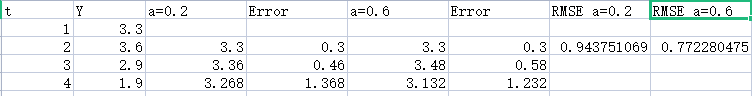 t Y a=0.2 Error a=0.6 Error RMSE a=0.2 RMSE a=0.6
1 3.3
2 3.6 3.3 0.3 3.3 0.3 0.943751069 0.772280475
3 2.9 3.36 0.46 3.48 0.58
4 1.9 3.268 1.368 3.132 1.232